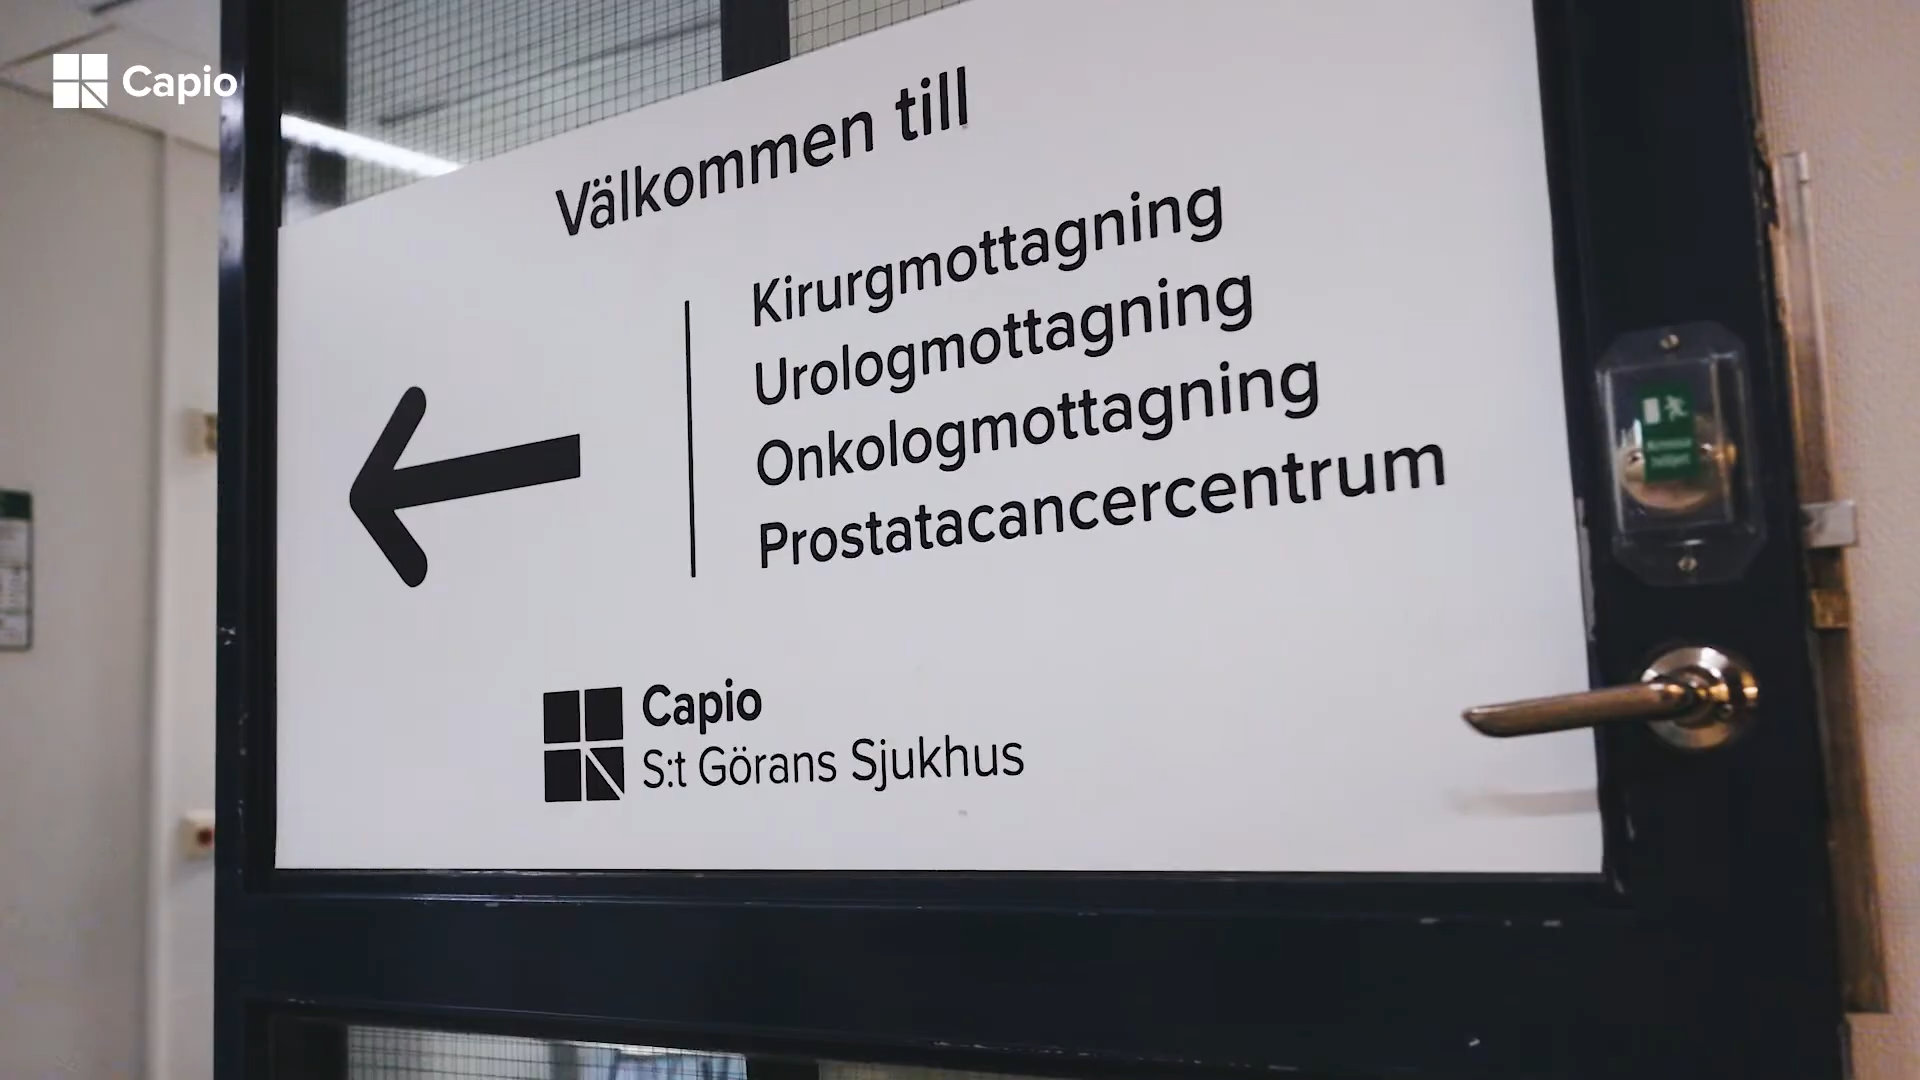 Capio
Välkommen till
Kirurgmottagning
Urologmottagning
Onkologmottagning
Prostatacancercentrum
Capio
S:t Görans Sjukhus